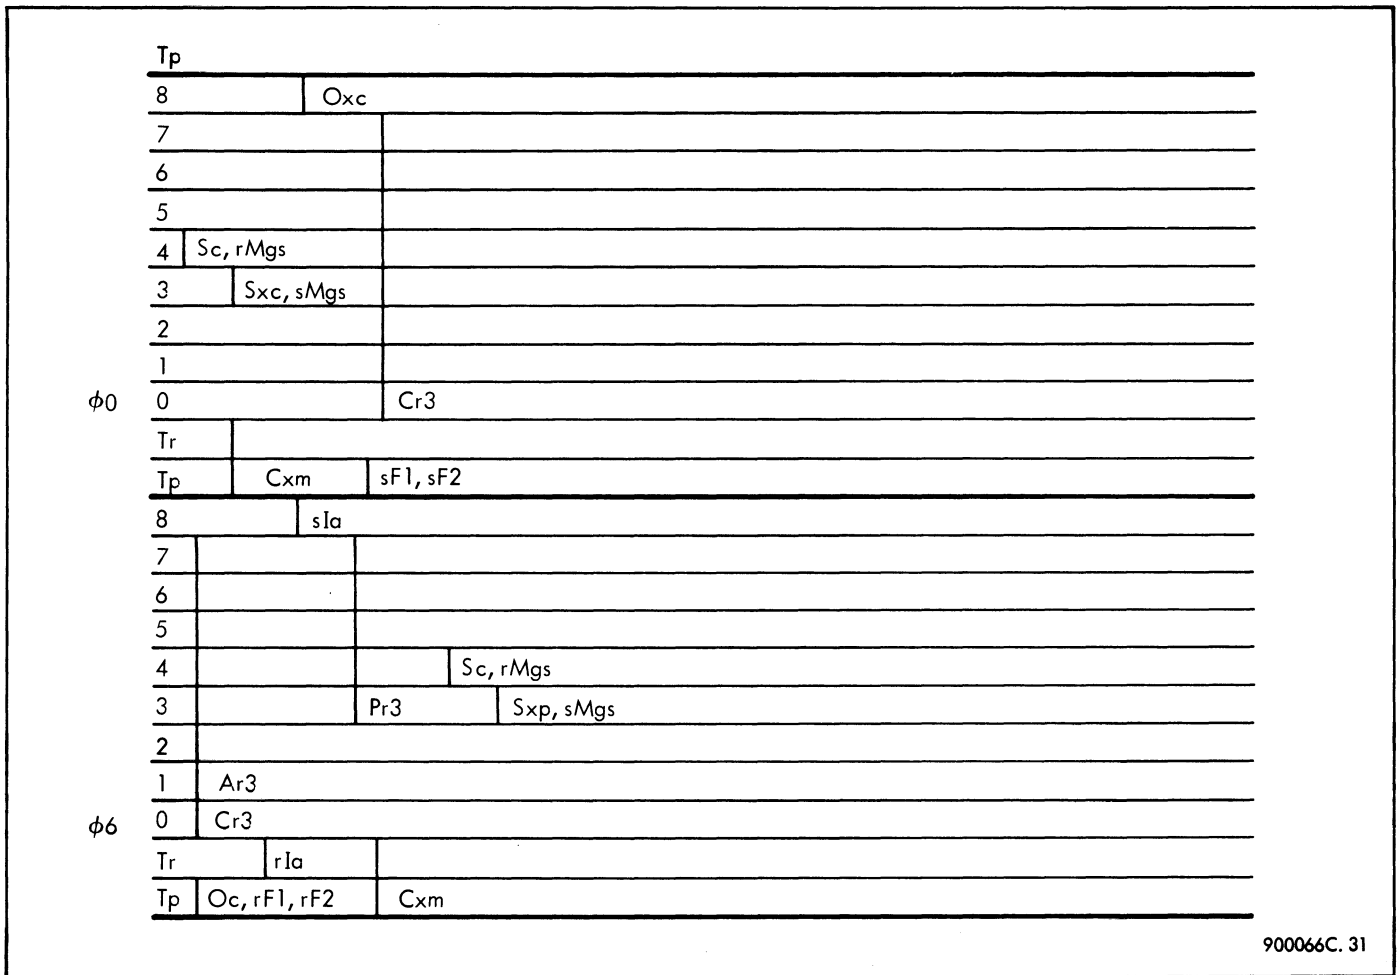 Tp
8 Oxc
7
6
5
4 Sc, rMgs
3 Sxc, sMgs
2
1
ϕ0 0 Cr3
Tr
Tp Cxm sF1, sF2
8 sIa
7
6
5
4 Sc, rMgs
3 Pr3 Sxp, sMgs
2
1 Ar3
ϕ6 0 Cr3
Tr rIa
Tp Oc, rF1, rF2 Cxm
900066C. 31